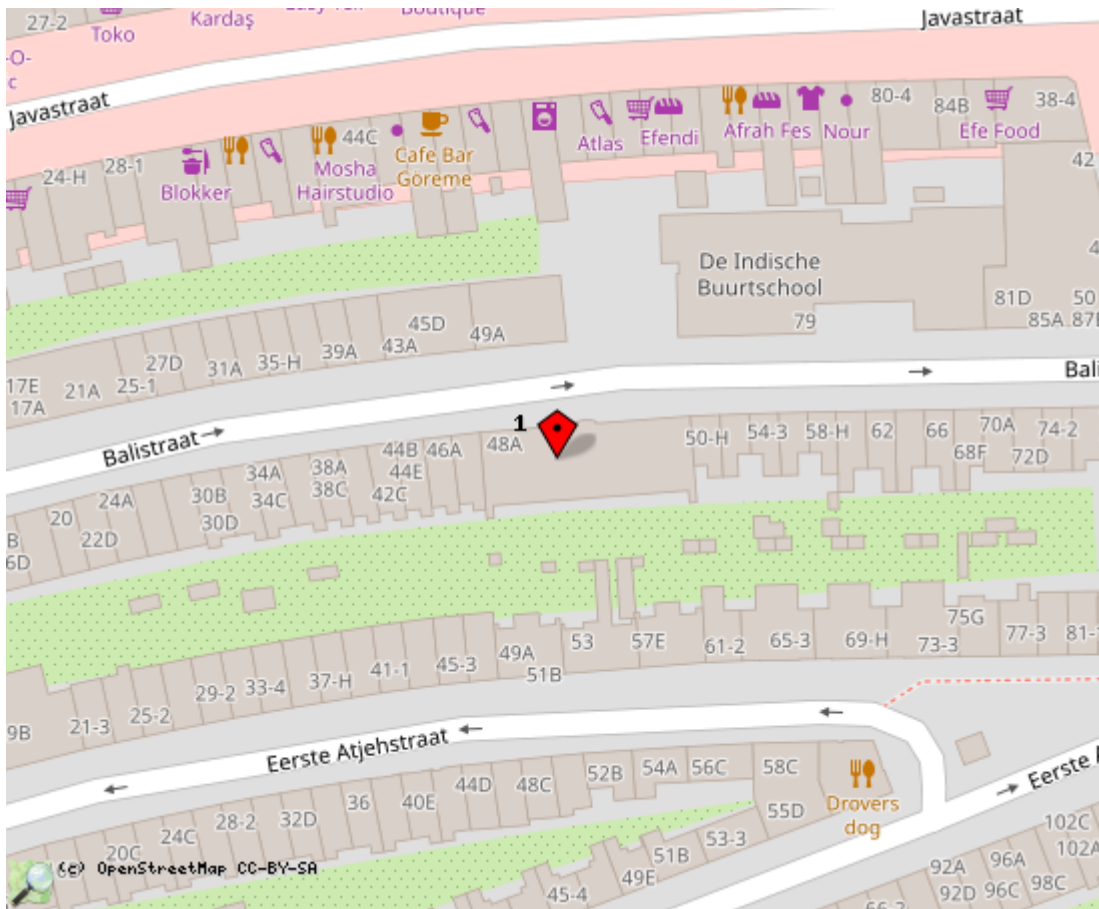 27-2
Toko
Kardaş
Boutique
Javastraat
-O-
c
Javastraat
24-H
28-1
Blokker
44C
Mosha
Hairstudio
Cafe Bar
Göreme
Atlas
Efendi
Afrah Fes
Nour
80-4
84B
Efe Food
38-4
42
De Indische
Buurtschool
79
81D
50
85A
4
17E
17A
21A
25-1
27D
31A
35-H
39A
43A
45D
49A
Balistraat
Bali
1
20
22D
24A
30B
30D
34A
34C
38A
38C
42C
44B
44E
46A
48A
50-H
54-3
58-H
62
66
68F
70A
72D
74-2
B
6D
9B
21-3
25-2
29-2
33-4
37-H
41-1
45-3
49A
51B
53
57E
61-2
65-3
69-H
73-3
75G
77-3
Eerste Atjehstraat
20C
24C
28-2
32D
36
40E
44D
48C
52B
54A
56C
58C
55D
53-3
51B
49E
45-4
Drovers
dog
Eerste
92A
92D
96A
96C
98C
102C
102A
(c) OpenStreetMap CC-BY-SA